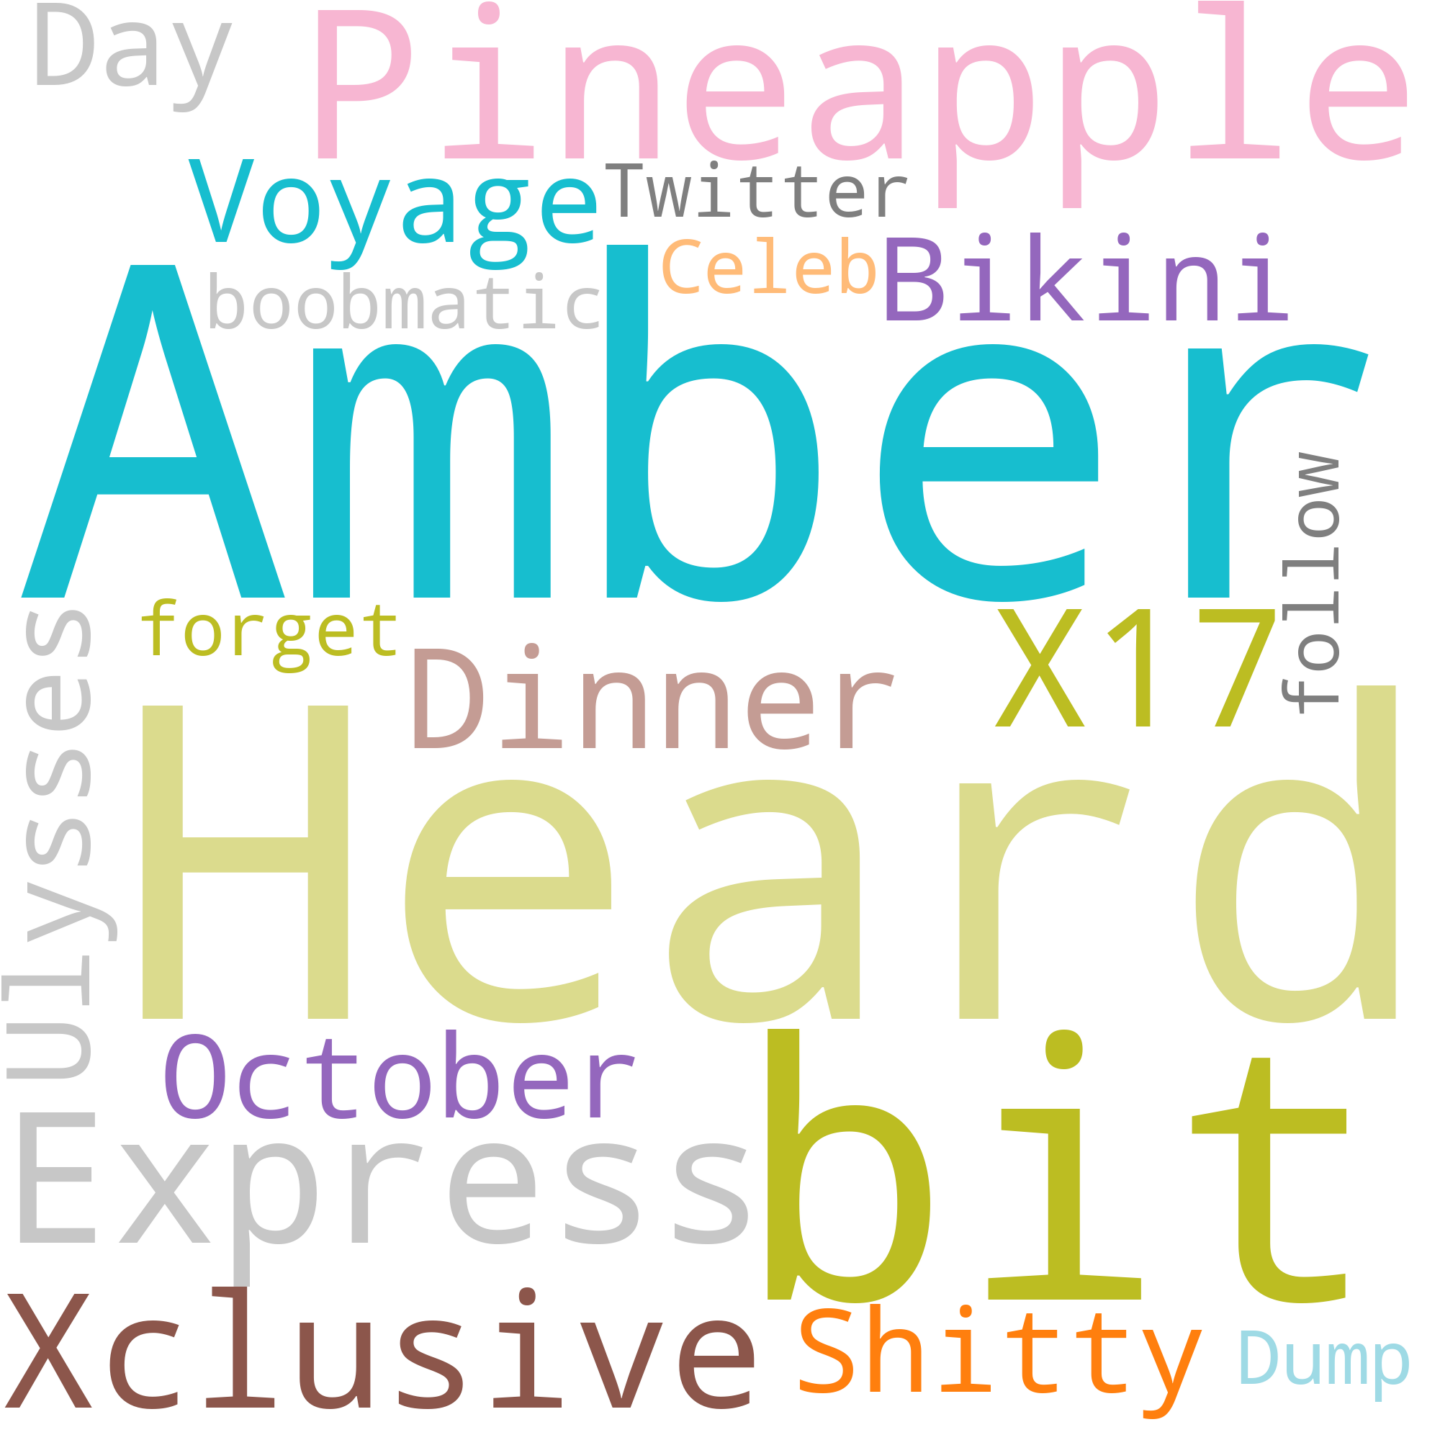 Day
Pineapple
Voyage
Twitter
Celeb
Bikini
boobmatic
Amber
follow
forget
X17
Dinner
Ulysses
Heard
October
bit
Express
Xclusive
Shitty
Dump